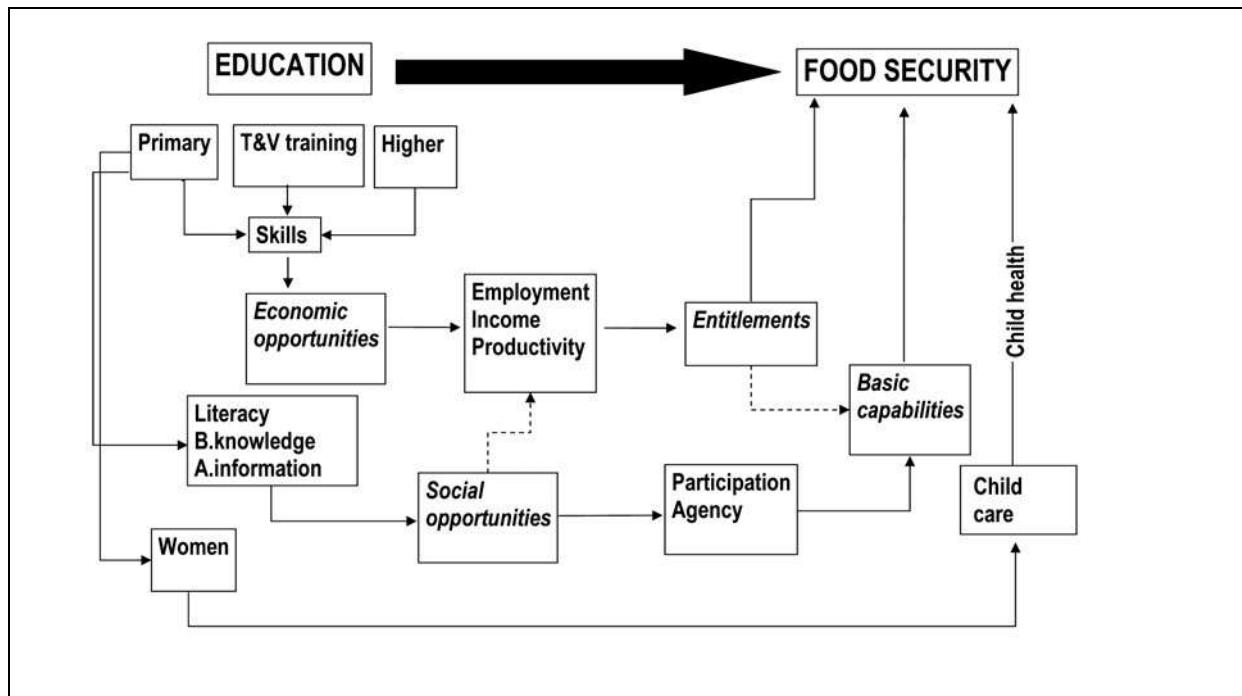 EDUCATION
FOOD SECURITY
Primary
T&V training
Higher
Skills
Economic
opportunities
Employment
Income
Productivity
Entitlements
Basic
capabilities
Child health
Literacy
B.knowledge
A.information
Social
opportunities
Participation
Agency
Child
care
Women